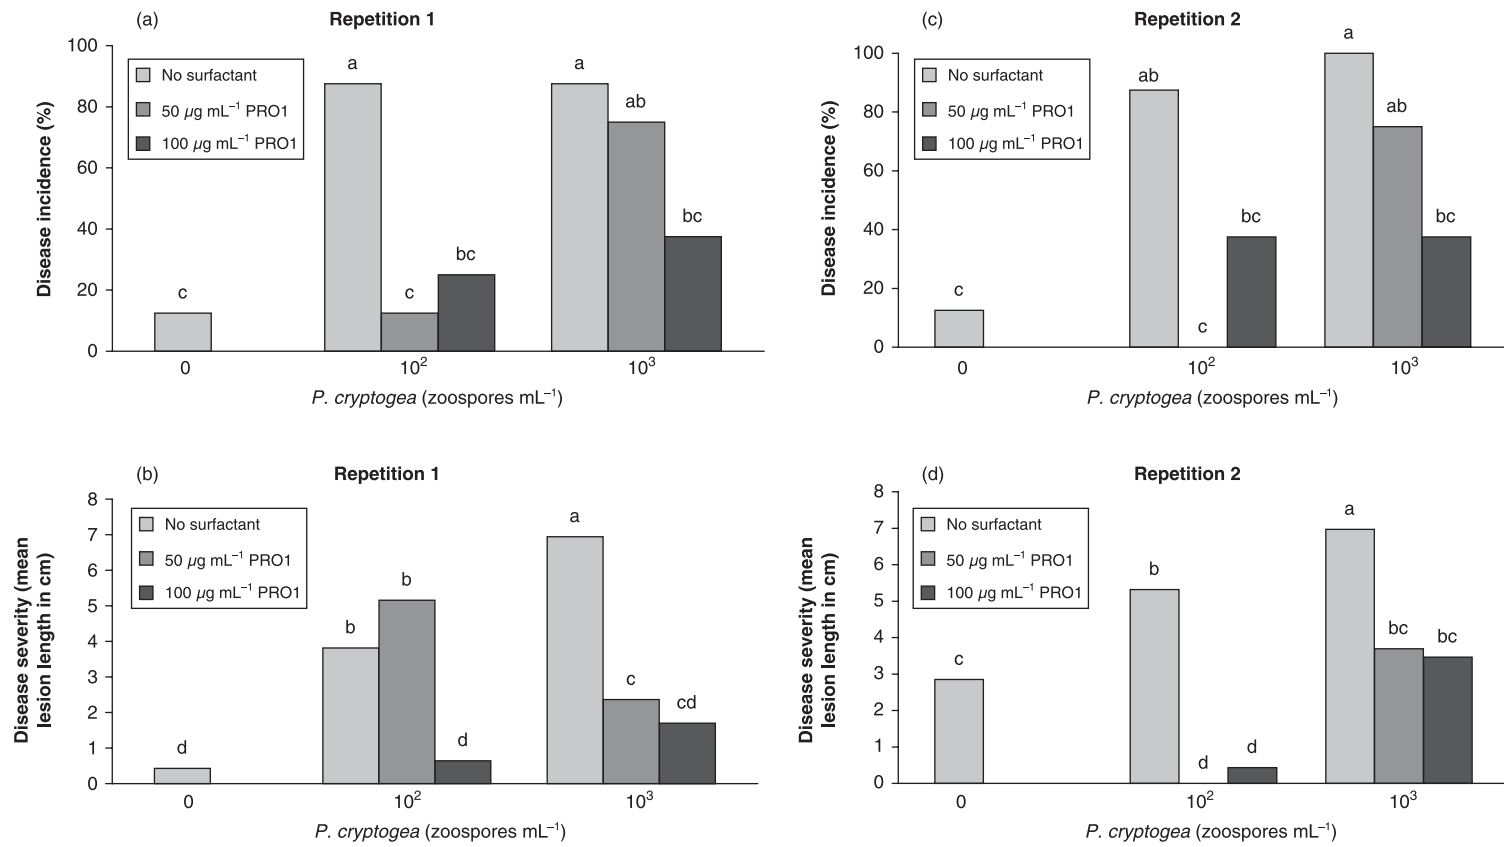 (a)
Repetition 1
Disease incidence (%)
100
80
60
40
20
0
No surfactant
50 µg mL⁻¹ PRO1
100 µg mL⁻¹ PRO1
c
a
c
bc
a
ab
bc
0
10²
10³
P. cryptogea (zoospores mL⁻¹)
(c)
Repetition 2
Disease incidence (%)
100
80
60
40
20
0
No surfactant
50 µg mL⁻¹ PRO1
100 µg mL⁻¹ PRO1
c
ab
c
bc
a
ab
bc
0
10²
10³
P. cryptogea (zoospores mL⁻¹)
(b)
Repetition 1
Disease severity (mean
lesion length in cm)
8
7
6
5
4
3
2
1
0
No surfactant
50 µg mL⁻¹ PRO1
100 µg mL⁻¹ PRO1
d
b
b
d
a
c
cd
0
10²
10³
P. cryptogea (zoospores mL⁻¹)
(d)
Repetition 2
Disease severity (mean
lesion length in cm)
8
7
6
5
4
3
2
1
0
No surfactant
50 µg mL⁻¹ PRO1
100 µg mL⁻¹ PRO1
c
b
d
d
a
bc
bc
0
10²
10³
P. cryptogea (zoospores mL⁻¹)